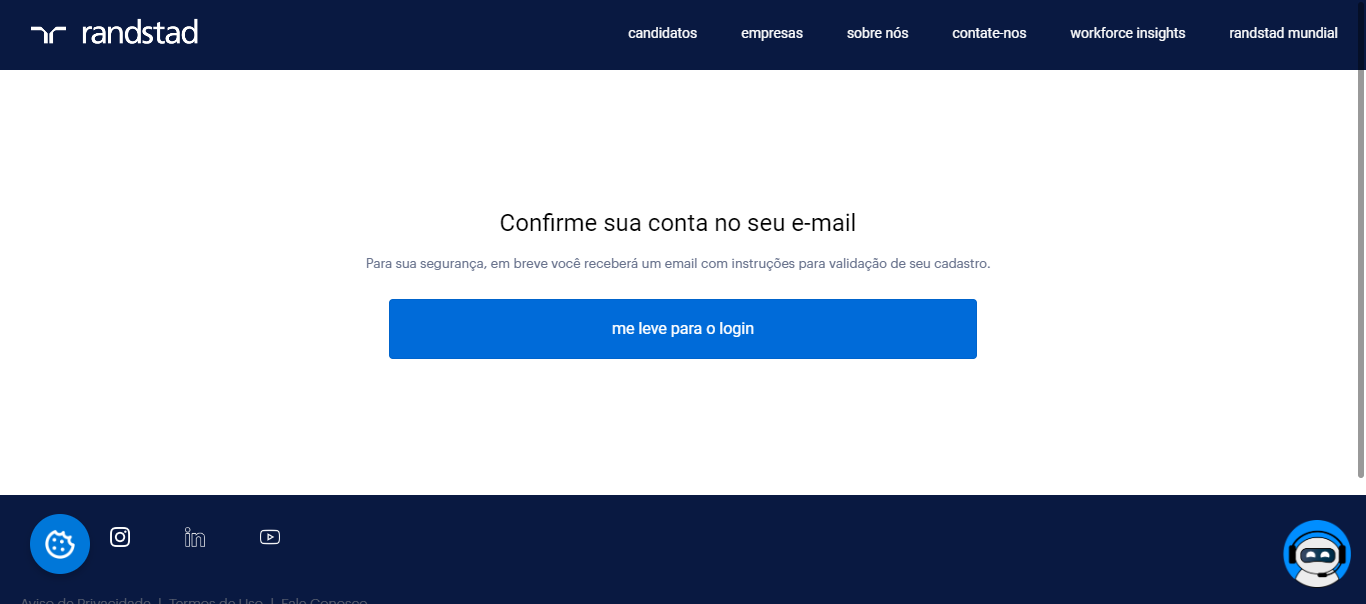 randstad
candidatos empresas sobre nós contate-nos workforce insights randstad mundial
Confirme sua conta no seu e-mail
Para sua segurança, em breve você receberá um email com instruções para validação de seu cadastro.
me leve para o login
in
Aviso de Privacidade | Termos de Uso | Fale Conosco